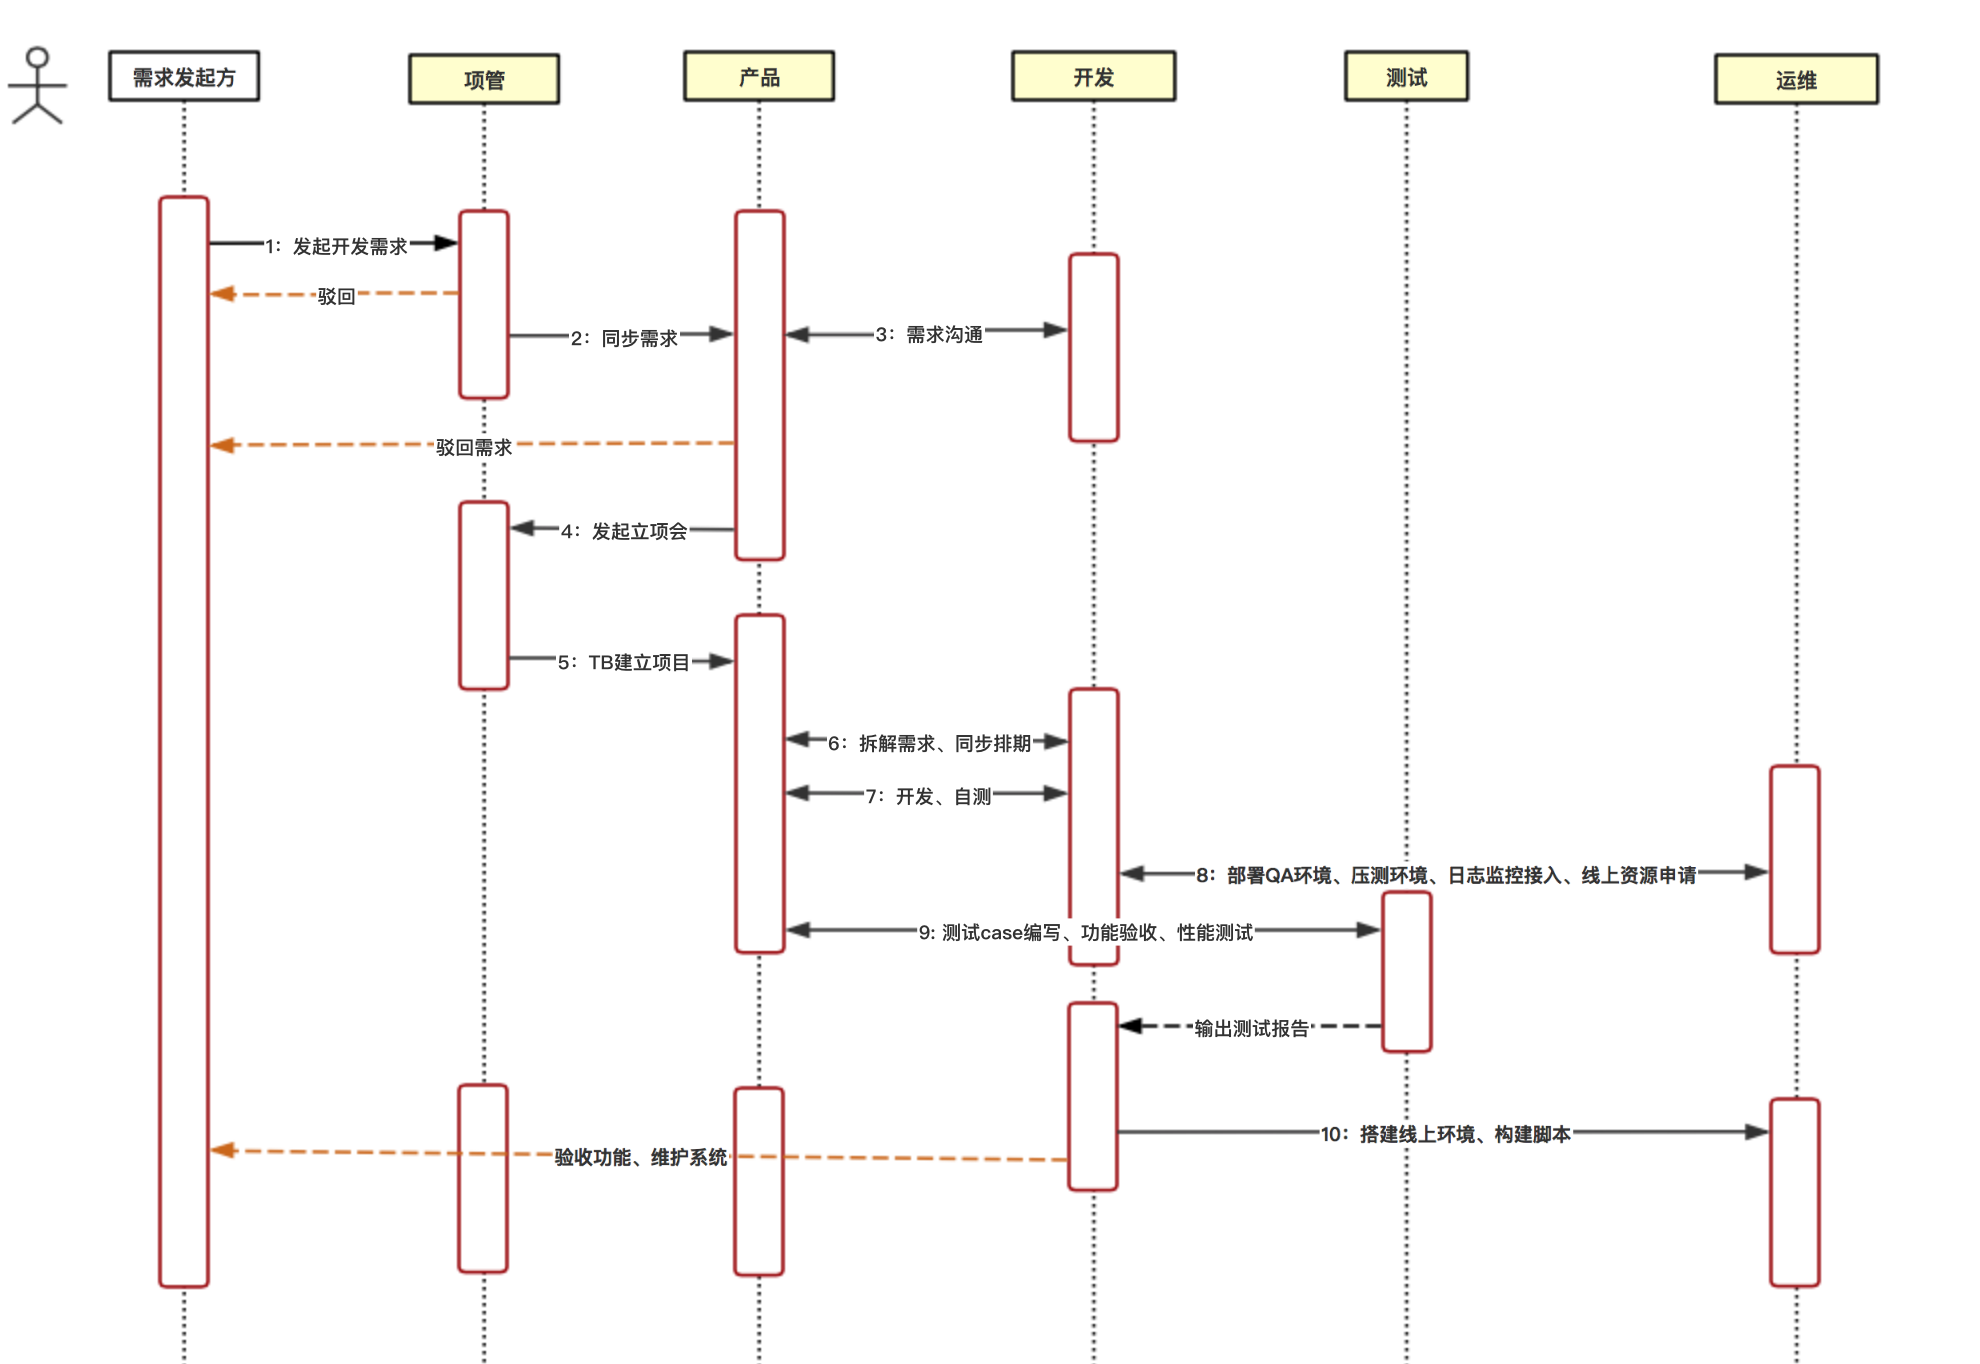 需求发起方
项管
产品
开发
测试
运维
1：发起开发需求
驳回
2：同步需求
3：需求沟通
驳回需求
4：发起立项会
5：TB建立项目
6：拆解需求、同步排期
7：开发、自测
8：部署QA环境、压测环境、日志监控接入、线上资源申请
9: 测试case编写、功能验收、性能测试
输出测试报告
10：搭建线上环境、构建脚本
验收功能、维护系统